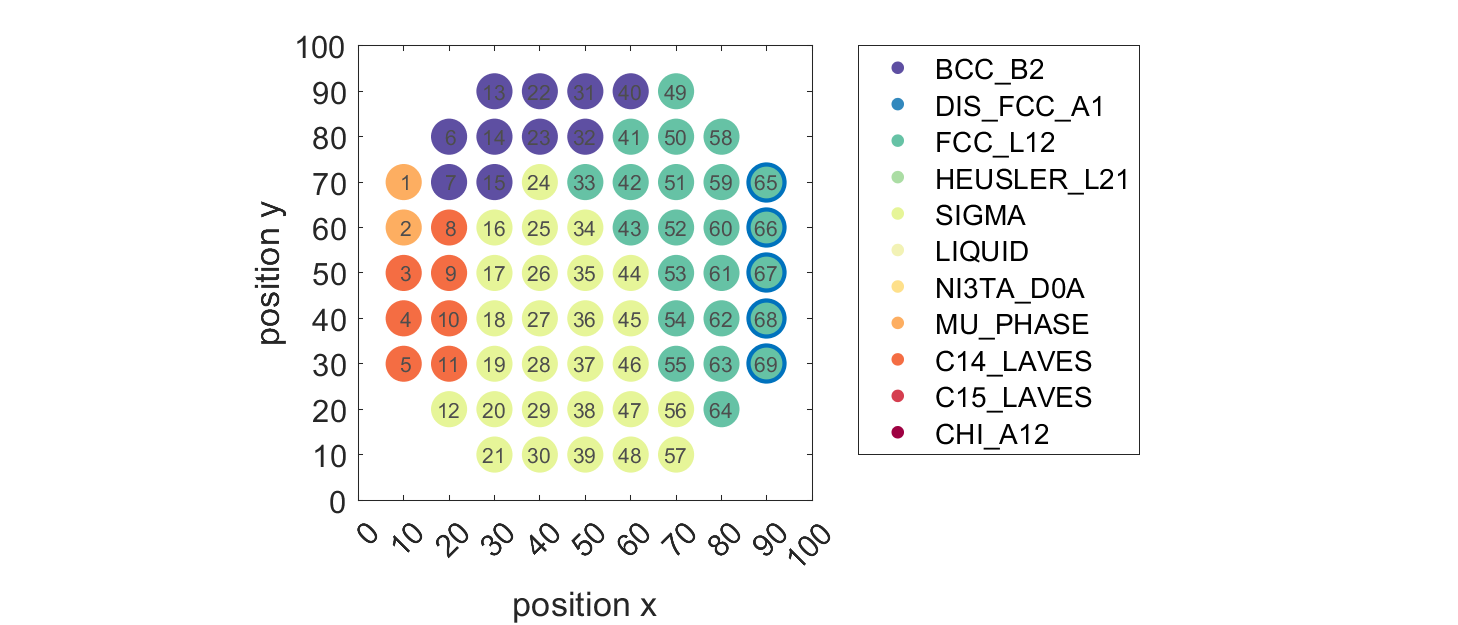 100
90 13 22 31 40 49
80 6 14 23 32 41 50 58
70 1 7 15 24 33 42 51 59 65
60 2 8 16 25 34 43 52 60 66
50 3 9 17 26 35 44 53 61 67
40 4 10 18 27 36 45 54 62 68
30 5 11 19 28 37 46 55 63 69
20 12 20 29 38 47 56 64
10 21 30 39 48 57
0
position y
0 10 20 30 40 50 60 70 80 90 100
position x
BCC_B2
DIS_FCC_A1
FCC_L12
HEUSLER_L21
SIGMA
LIQUID
NI3TA_D0A
MU_PHASE
C14_LAVES
C15_LAVES
CHI_A12